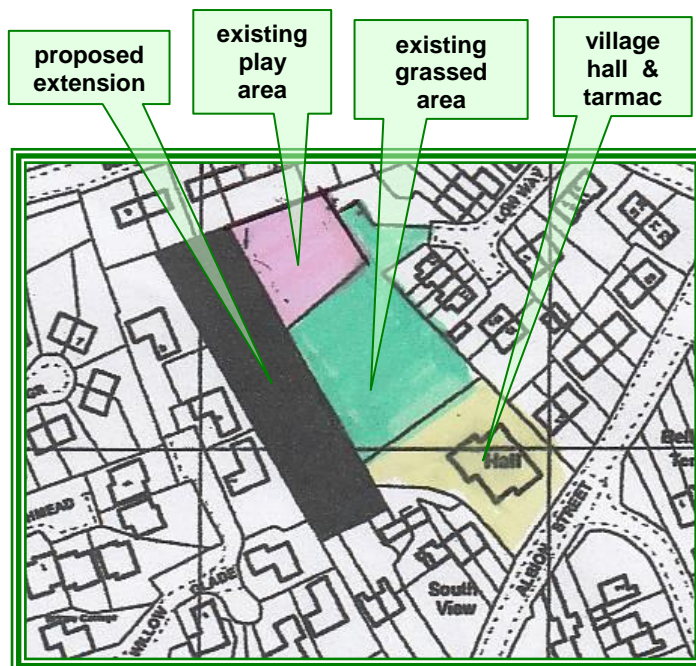 proposed
extension
existing
play
area
existing
grassed
area
village
hall &
tarmac
LOW WAY
Hall
ALBION STREET
South
View
WILLOW GLADE